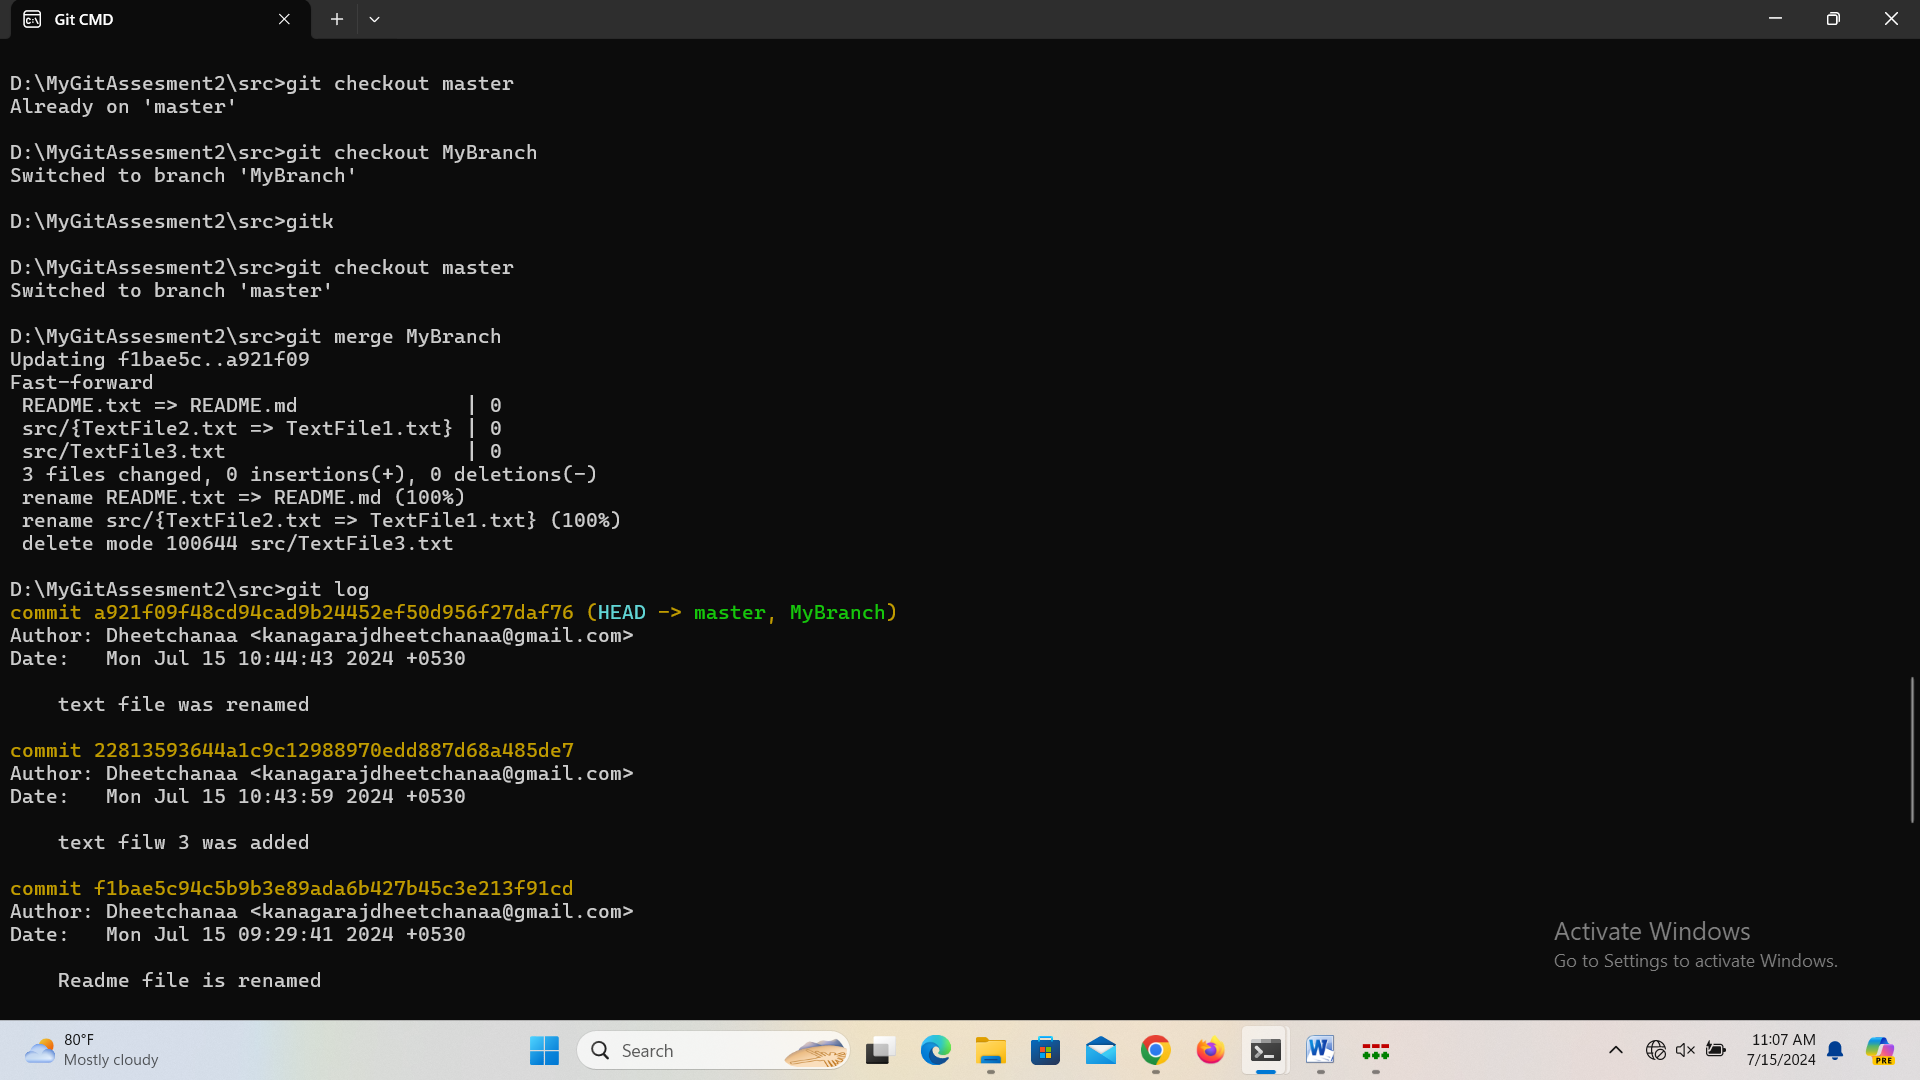 Git CMD
D:\MyGitAssesment2\src>git checkout master
Already on 'master'
D:\MyGitAssesment2\src>git checkout MyBranch
Switched to branch 'MyBranch'
D:\MyGitAssesment2\src>gitk
D:\MyGitAssesment2\src>git checkout master
Switched to branch 'master'
D:\MyGitAssesment2\src>git merge MyBranch
Updating f1bae5c..a921f09
Fast-forward
README.txt => README.md | 0
src/{TextFile2.txt => TextFile1.txt} | 0
src/TextFile3.txt | 0
3 files changed, 0 insertions(+), 0 deletions(-)
rename README.txt => README.md (100%)
rename src/{TextFile2.txt => TextFile1.txt} (100%)
delete mode 100644 src/TextFile3.txt
D:\MyGitAssesment2\src>git log
commit a921f09f48cd94cad9b24452ef50d956f27daf76 (HEAD -> master, MyBranch)
Author: Dheetchanaa <kanagarajdheetchanaa@gmail.com>
Date:   Mon Jul 15 10:44:43 2024 +0530
text file was renamed
commit 22813593644a1c9c12988970edd887d68a485de7
Author: Dheetchanaa <kanagarajdheetchanaa@gmail.com>
Date:   Mon Jul 15 10:43:59 2024 +0530
text filw 3 was added
commit f1bae5c94c5b9b3e89ada6b427b45c3e213f91cd
Author: Dheetchanaa <kanagarajdheetchanaa@gmail.com>
Date:   Mon Jul 15 09:29:41 2024 +0530
Readme file is renamed
Activate Windows
Go to Settings to activate Windows.
80°F
Mostly cloudy
Search
11:07 AM
7/15/2024
PRE